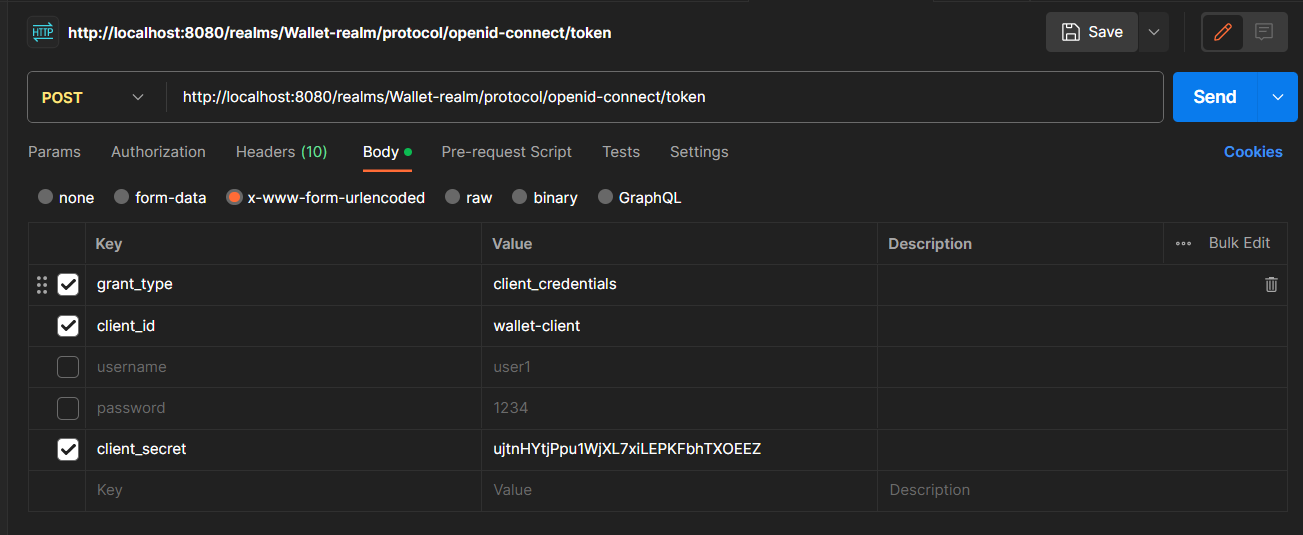 HTTP http://localhost:8080/realms/Wallet-realm/protocol/openid-connect/token Save
POST http://localhost:8080/realms/Wallet-realm/protocol/openid-connect/token Send
Params Authorization Headers (10) Body Pre-request Script Tests Settings Cookies
none form-data x-www-form-urlencoded raw binary GraphQL
Key Value Description Bulk Edit
grant_type client_credentials
client_id wallet-client
username user1
password 1234
client_secret ujtnHYtjPpu1WjXL7xiLEPKFbhTXOEEZ
Key Value Description